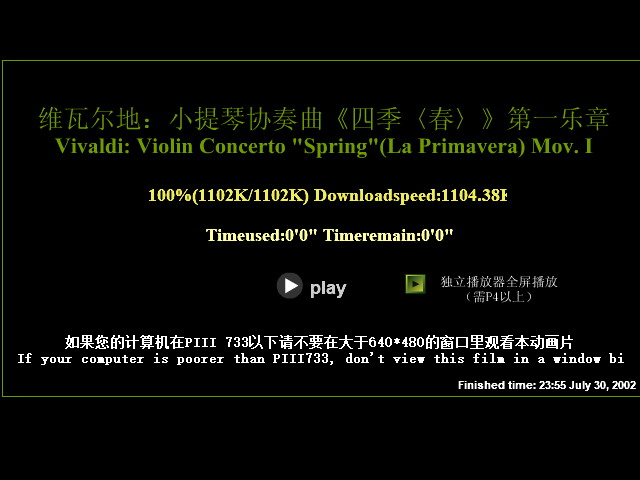 维瓦尔地：小提琴协奏曲《四季〈春〉》第一乐章
Vivaldi: Violin Concerto "Spring"(La Primavera) Mov. I
100%(1102K/1102K) Downloadspeed:1104.38
Timeused:0'0" Timeremain:0'0"
play
独立播放器全屏播放
（需P4以上）
如果您的计算机在PIII 733以下请不要在大于640*480的窗口里观看本动画片
If your computer is poorer than PIII733, don't view this film in a window bi
Finished time: 23:55 July 30, 2002